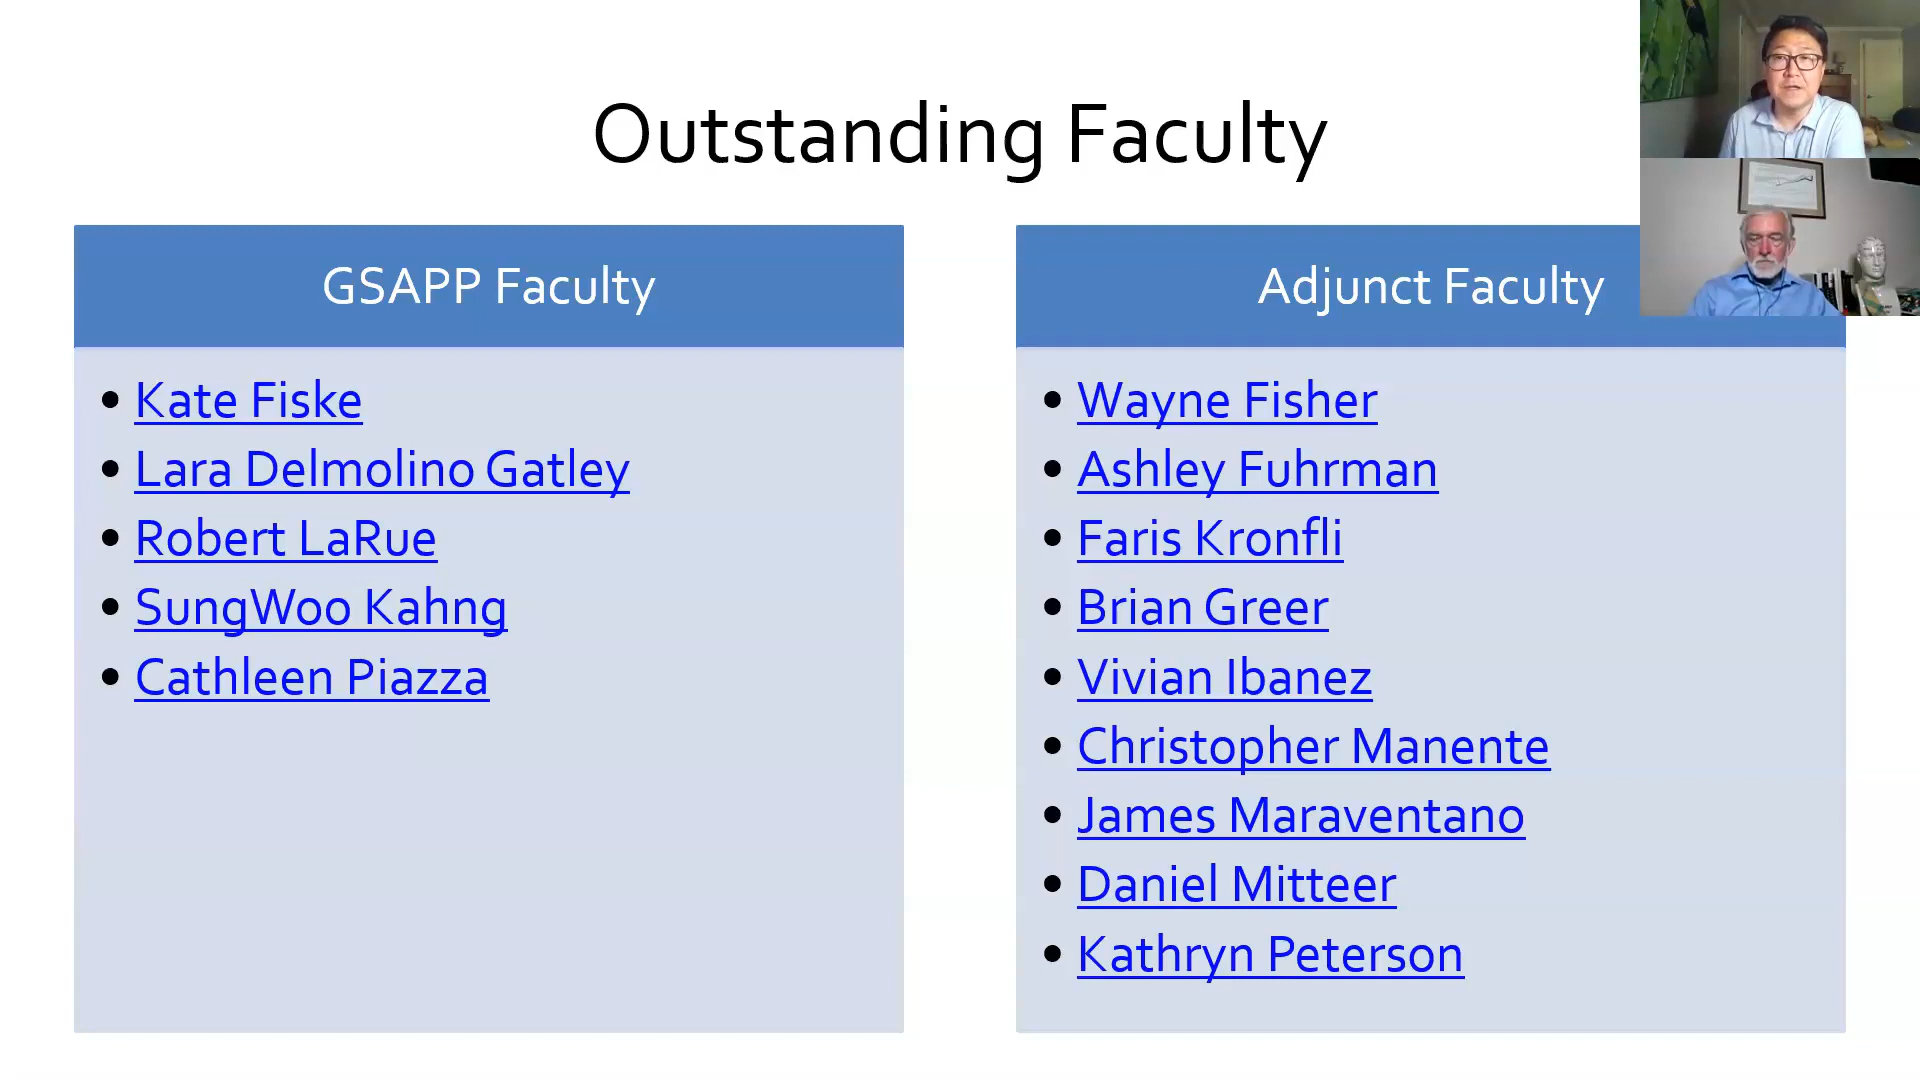 Outstanding Faculty
GSAPP Faculty
Kate Fiske
Lara Delmolino Gatley
Robert LaRue
SungWoo Kahng
Cathleen Piazza
Adjunct Faculty
Wayne Fisher
Ashley Fuhrman
Faris Kronfli
Brian Greer
Vivian Ibanez
Christopher Manente
James Maraventano
Daniel Mitteer
Kathryn Peterson